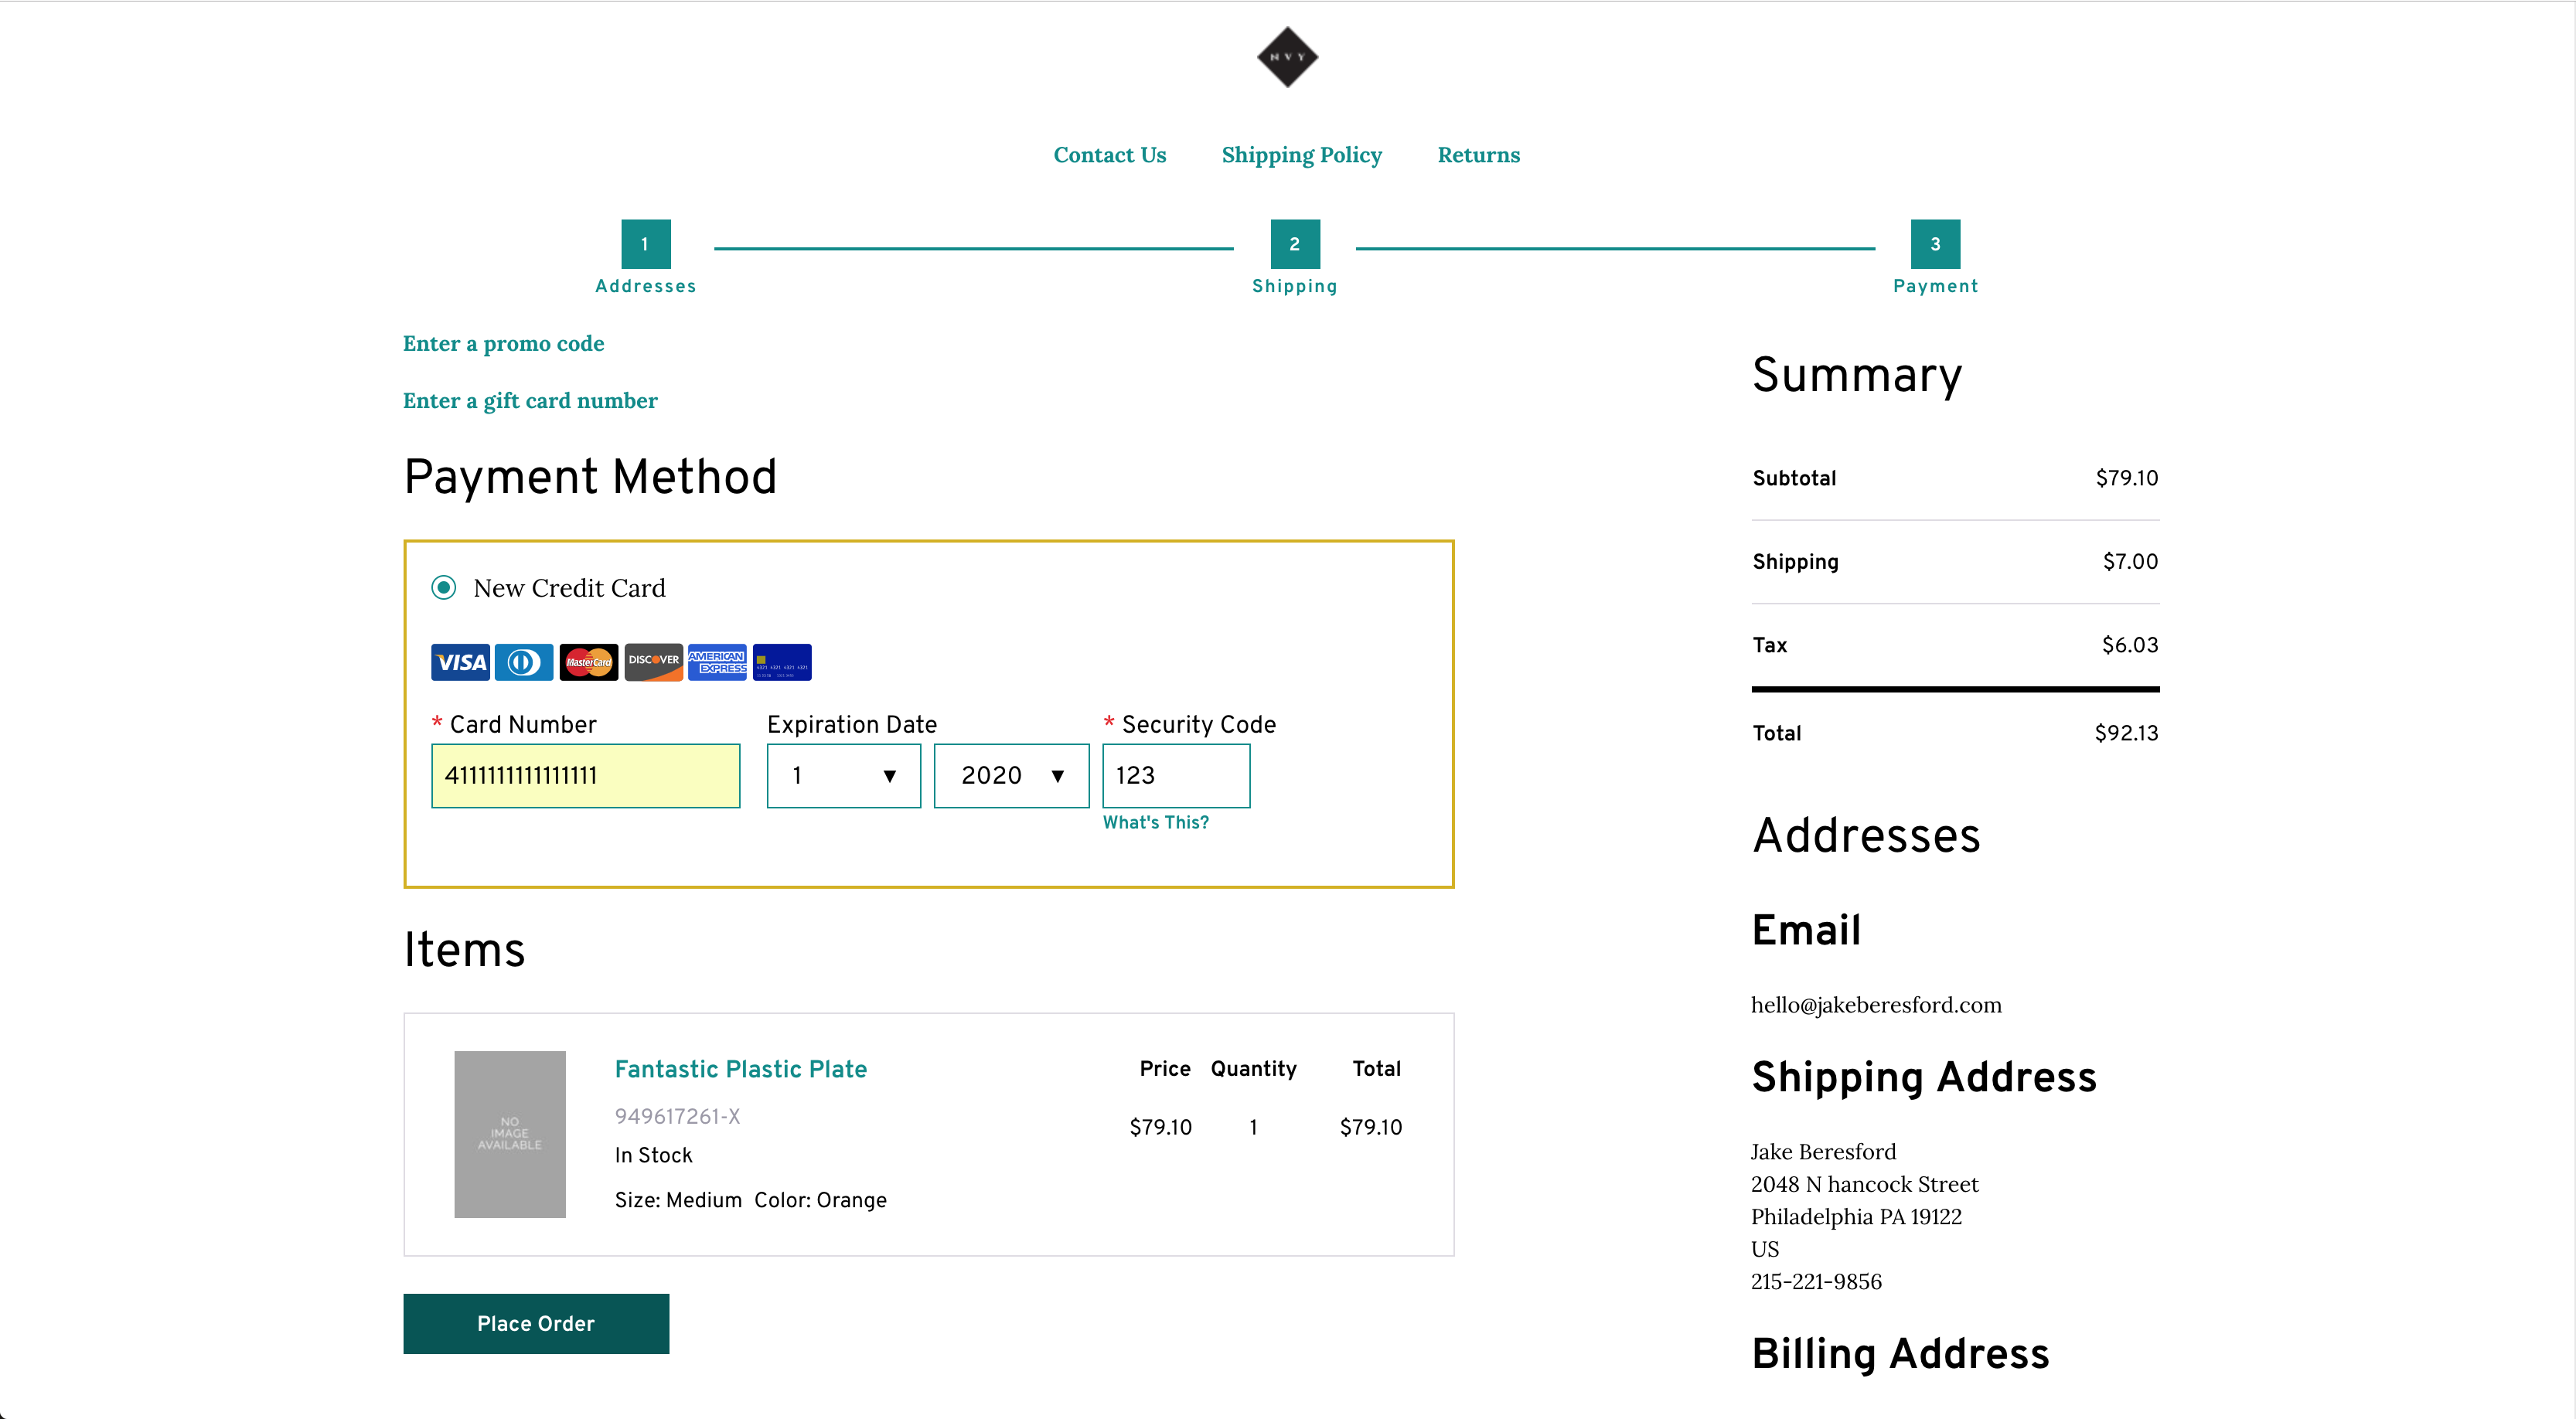 NVY
Contact Us Shipping Policy Returns
1 2 3
Addresses Shipping Payment
Enter a promo code
Enter a gift card number
Payment Method
New Credit Card
VISA MasterCard DISCOVER AMERICAN EXPRESS
* Card Number Expiration Date * Security Code
4111111111111111 1 2020 123
What's This?
Items
NO
IMAGE
AVAILABLE
Fantastic Plastic Plate
949617261-X
In Stock
Size: Medium Color: Orange
Price Quantity Total
$79.10 1 $79.10
Place Order
Summary
Subtotal $79.10
Shipping $7.00
Tax $6.03
Total $92.13
Addresses
Email
hello@jakeberesford.com
Shipping Address
Jake Beresford
2048 N hancock Street
Philadelphia PA 19122
US
215-221-9856
Billing Address